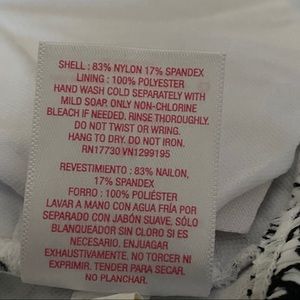 SHELL : 83% NYLON 17% SPANDEX
LINING : 100% POLYESTER
HAND WASH COLD SEPARATELY WITH
MILD SOAP. ONLY NON-CHLORINE
BLEACH IF NEEDED. RINSE THOROUGHLY.
DO NOT TWIST OR WRING.
HANG TO DRY. DO NOT IRON.
RN17730 VN1299195
REVESTIMIENTO : 83% NAILON,
17% SPANDEX
FORRO : 100% POLIÉSTER
LAVAR A MANO CON AGUA FRÍA POR
SEPARADO CON JABÓN SUAVE, SÓLO
BLANQUEADOR SIN CLORO SI ES
NECESARIO. ENJUAGAR
EXHAUSTIVAMENTE. NO TORCER NI
EXPRIMIR. TENDER PARA SECAR.
NO PLANCHAR.